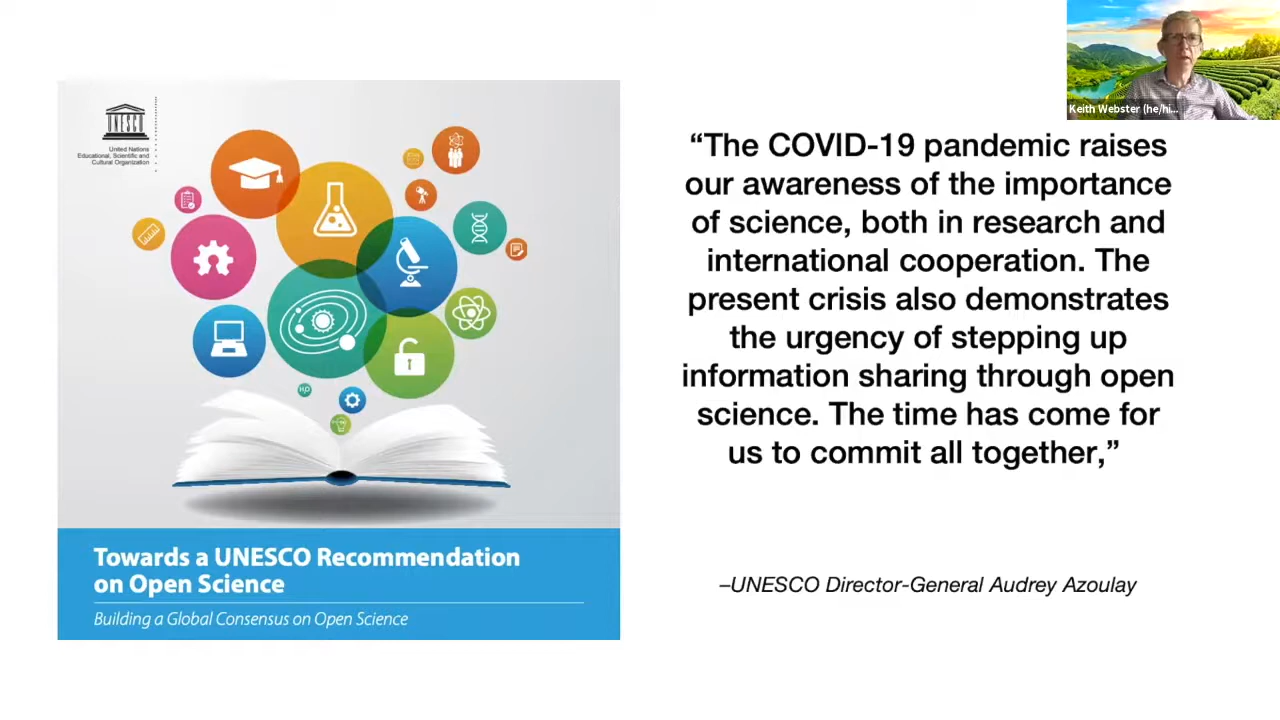 UNESCO
United Nations
Educational, Scientific and
Cultural Organization
H₂O
Towards a UNESCO Recommendation
on Open Science
Building a Global Consensus on Open Science
Keith Webster (he/hi...
“The COVID-19 pandemic raises
our awareness of the importance
of science, both in research and
international cooperation. The
present crisis also demonstrates
the urgency of stepping up
information sharing through open
science. The time has come for
us to commit all together,”
–UNESCO Director-General Audrey Azoulay